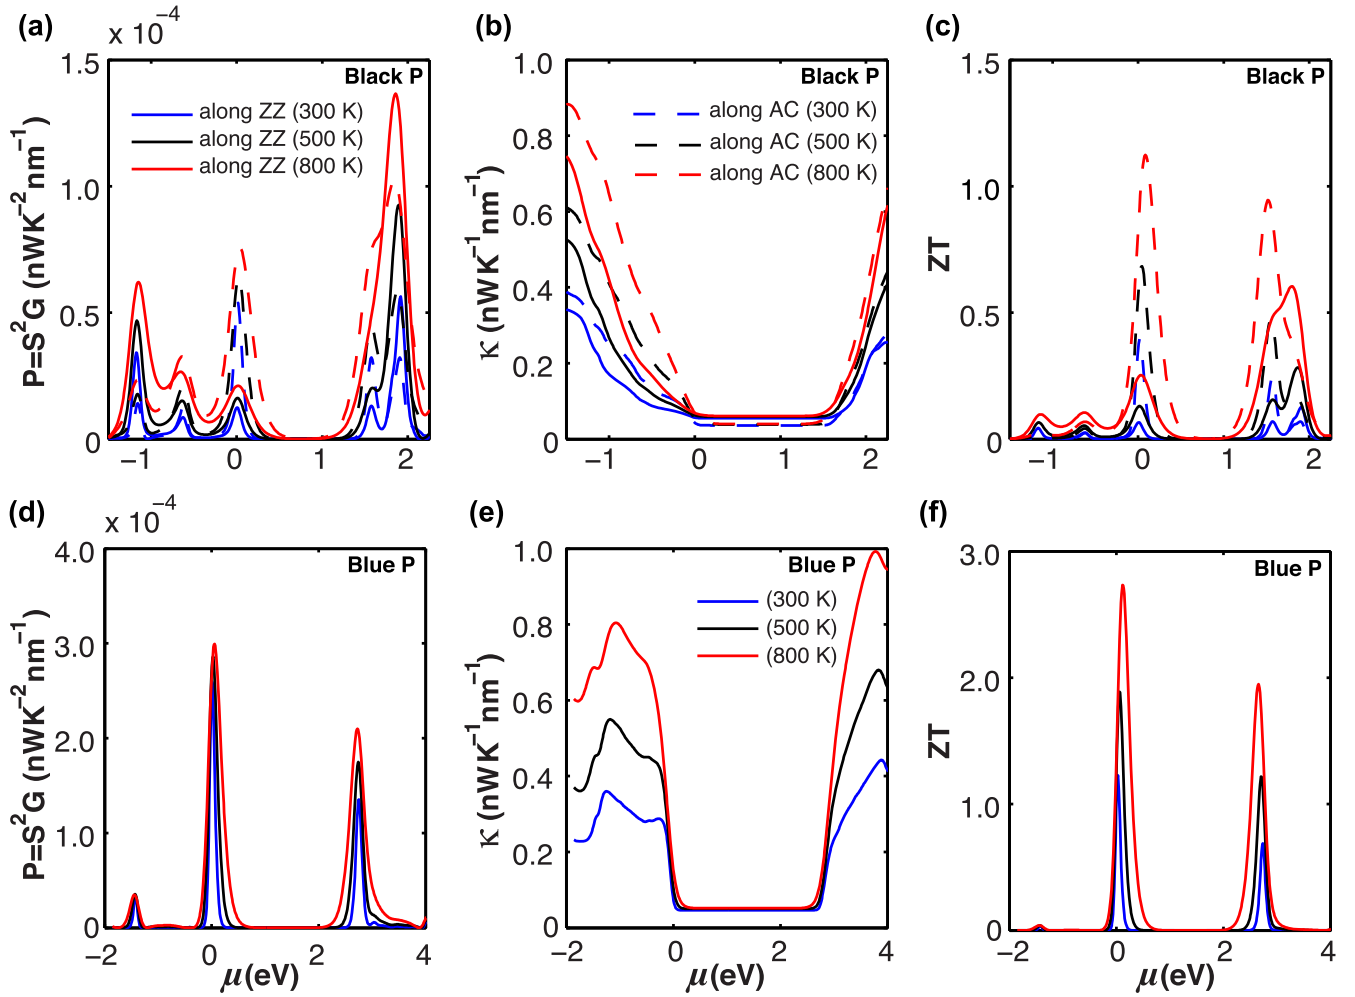 (a)
x 10⁻⁴
Black P
along ZZ (300 K)
along ZZ (500 K)
along ZZ (800 K)
1.5
1.0
0.5
0
P=S²G (nWK⁻²nm⁻¹)
−1 0 1 2
(b)
Black P
along AC (300 K)
along AC (500 K)
along AC (800 K)
1.0
0.8
0.6
0.4
0.2
0
κ (nWK⁻¹nm⁻¹)
−1 0 1 2
(c)
Black P
1.5
1.0
0.5
0
ZT
−1 0 1 2
(d)
x 10⁻⁴
Blue P
4.0
3.0
2.0
1.0
0
P=S²G (nWK⁻²nm⁻¹)
−2 0 2 4
μ(eV)
(e)
Blue P
(300 K)
(500 K)
(800 K)
1.0
0.8
0.6
0.4
0.2
0
κ (nWK⁻¹nm⁻¹)
−2 0 2 4
μ(eV)
(f)
Blue P
3.0
2.0
1.0
0
ZT
−2 0 2 4
μ(eV)